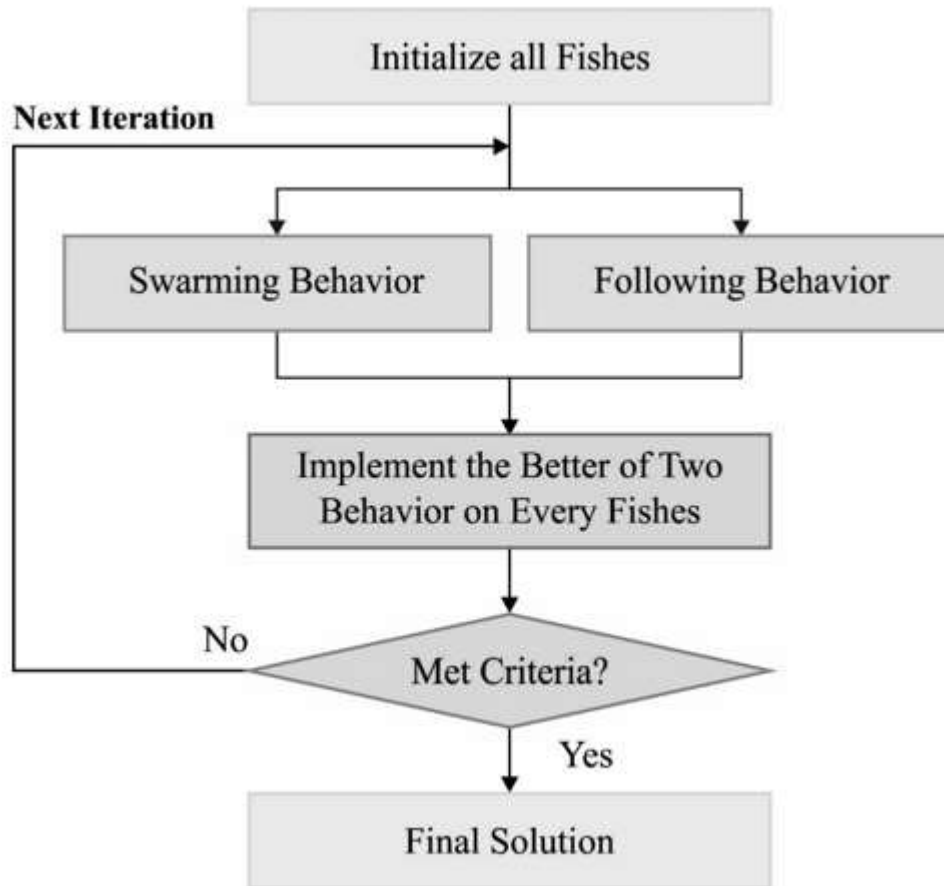 Initialize all Fishes
Next Iteration
Swarming Behavior
Following Behavior
Implement the Better of Two
Behavior on Every Fishes
No
Met Criteria?
Yes
Final Solution